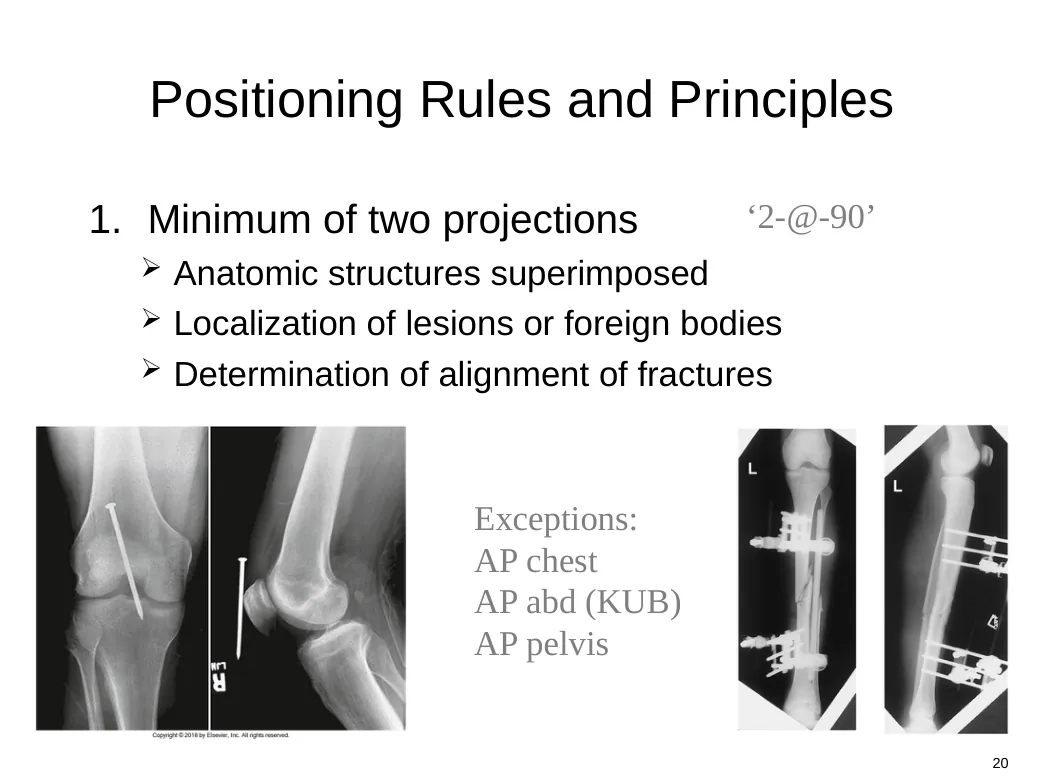 Positioning Rules and Principles
1. Minimum of two projections
‘2-@-90’
➢ Anatomic structures superimposed
➢ Localization of lesions or foreign bodies
➢ Determination of alignment of fractures
Exceptions:
AP chest
AP abd (KUB)
AP pelvis
L
L
R
Copyright © 2018 by Elsevier, Inc. All rights reserved.
20